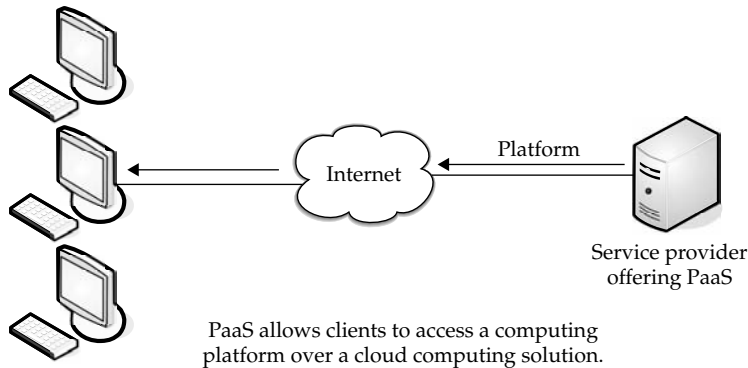 Platform
Internet
Service provider
offering PaaS
PaaS allows clients to access a computing
platform over a cloud computing solution.